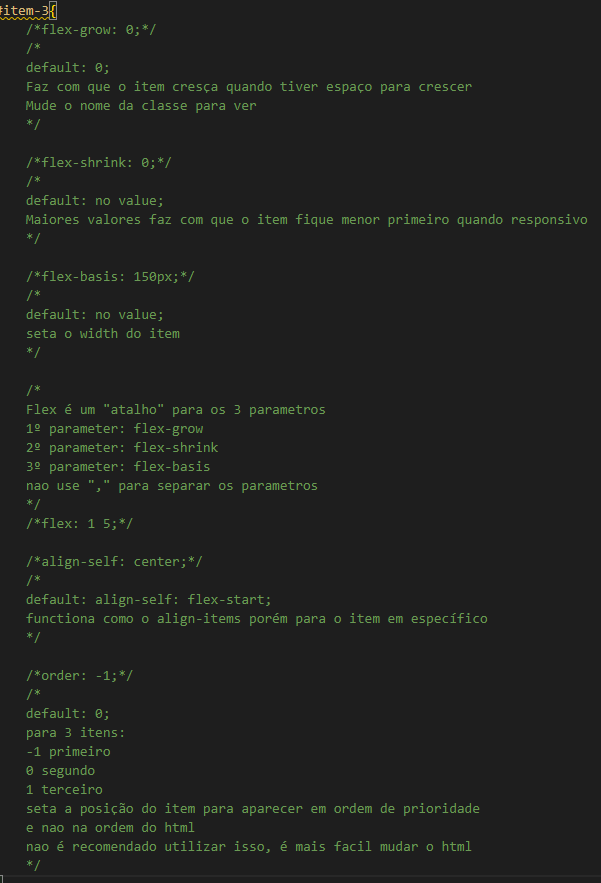 #item-3{
/*flex-grow: 0;*/
/*
default: 0;
Faz com que o item cresça quando tiver espaço para crescer
Mude o nome da classe para ver
*/
/*flex-shrink: 0;*/
/*
default: no value;
Maiores valores faz com que o item fique menor primeiro quando responsivo
*/
/*flex-basis: 150px;*/
/*
default: no value;
seta o width do item
*/
/*
Flex é um "atalho" para os 3 parametros
1º parameter: flex-grow
2º parameter: flex-shrink
3º parameter: flex-basis
nao use "," para separar os parametros
*/
/*flex: 1 5;*/
/*align-self: center;*/
/*
default: align-self: flex-start;
functiona como o align-items porém para o item em específico
*/
/*order: -1;*/
/*
default: 0;
para 3 itens:
-1 primeiro
0 segundo
1 terceiro
seta a posição do item para aparecer em ordem de prioridade
e nao na ordem do html
nao é recomendado utilizar isso, é mais facil mudar o html
*/